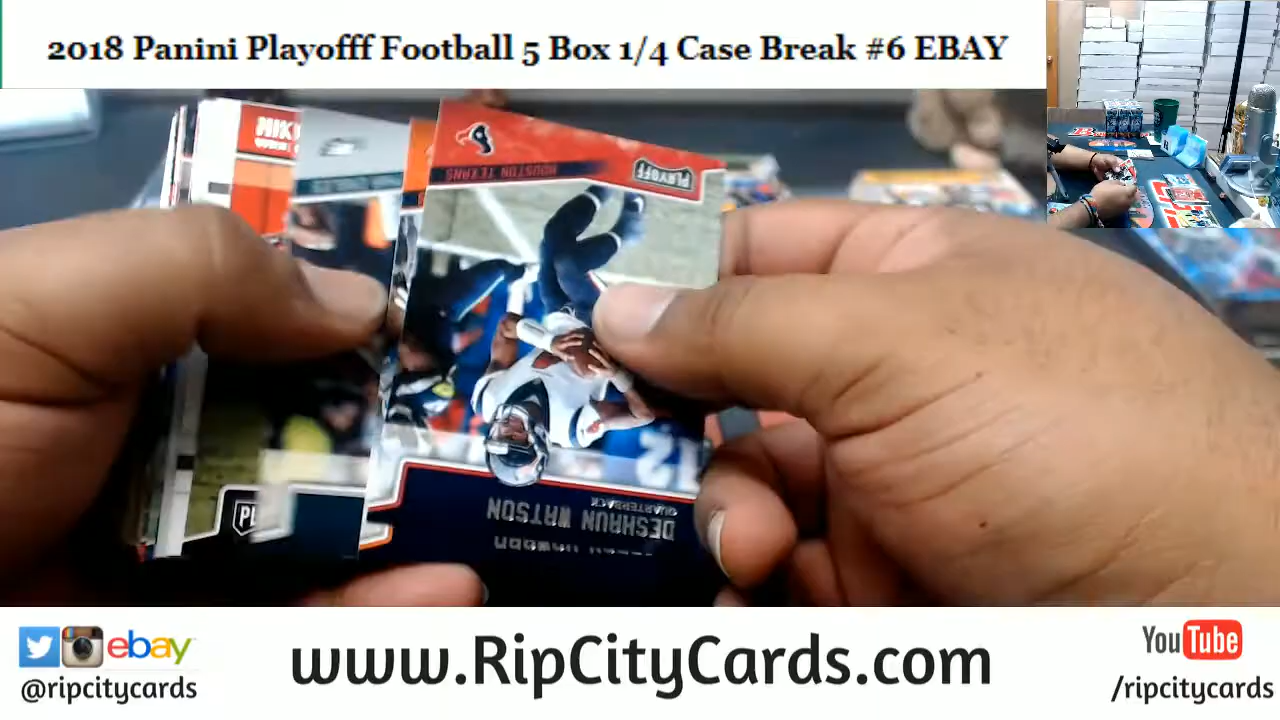 2018 Panini Playofff Football 5 Box 1/4 Case Break #6 EBAY
PLAYOFF
HOUSTON TEXANS
12
QUARTERBACK
DESHAUN WATSON
ebay
@ripcitycards
www.RipCityCards.com
YouTube
/ripcitycards